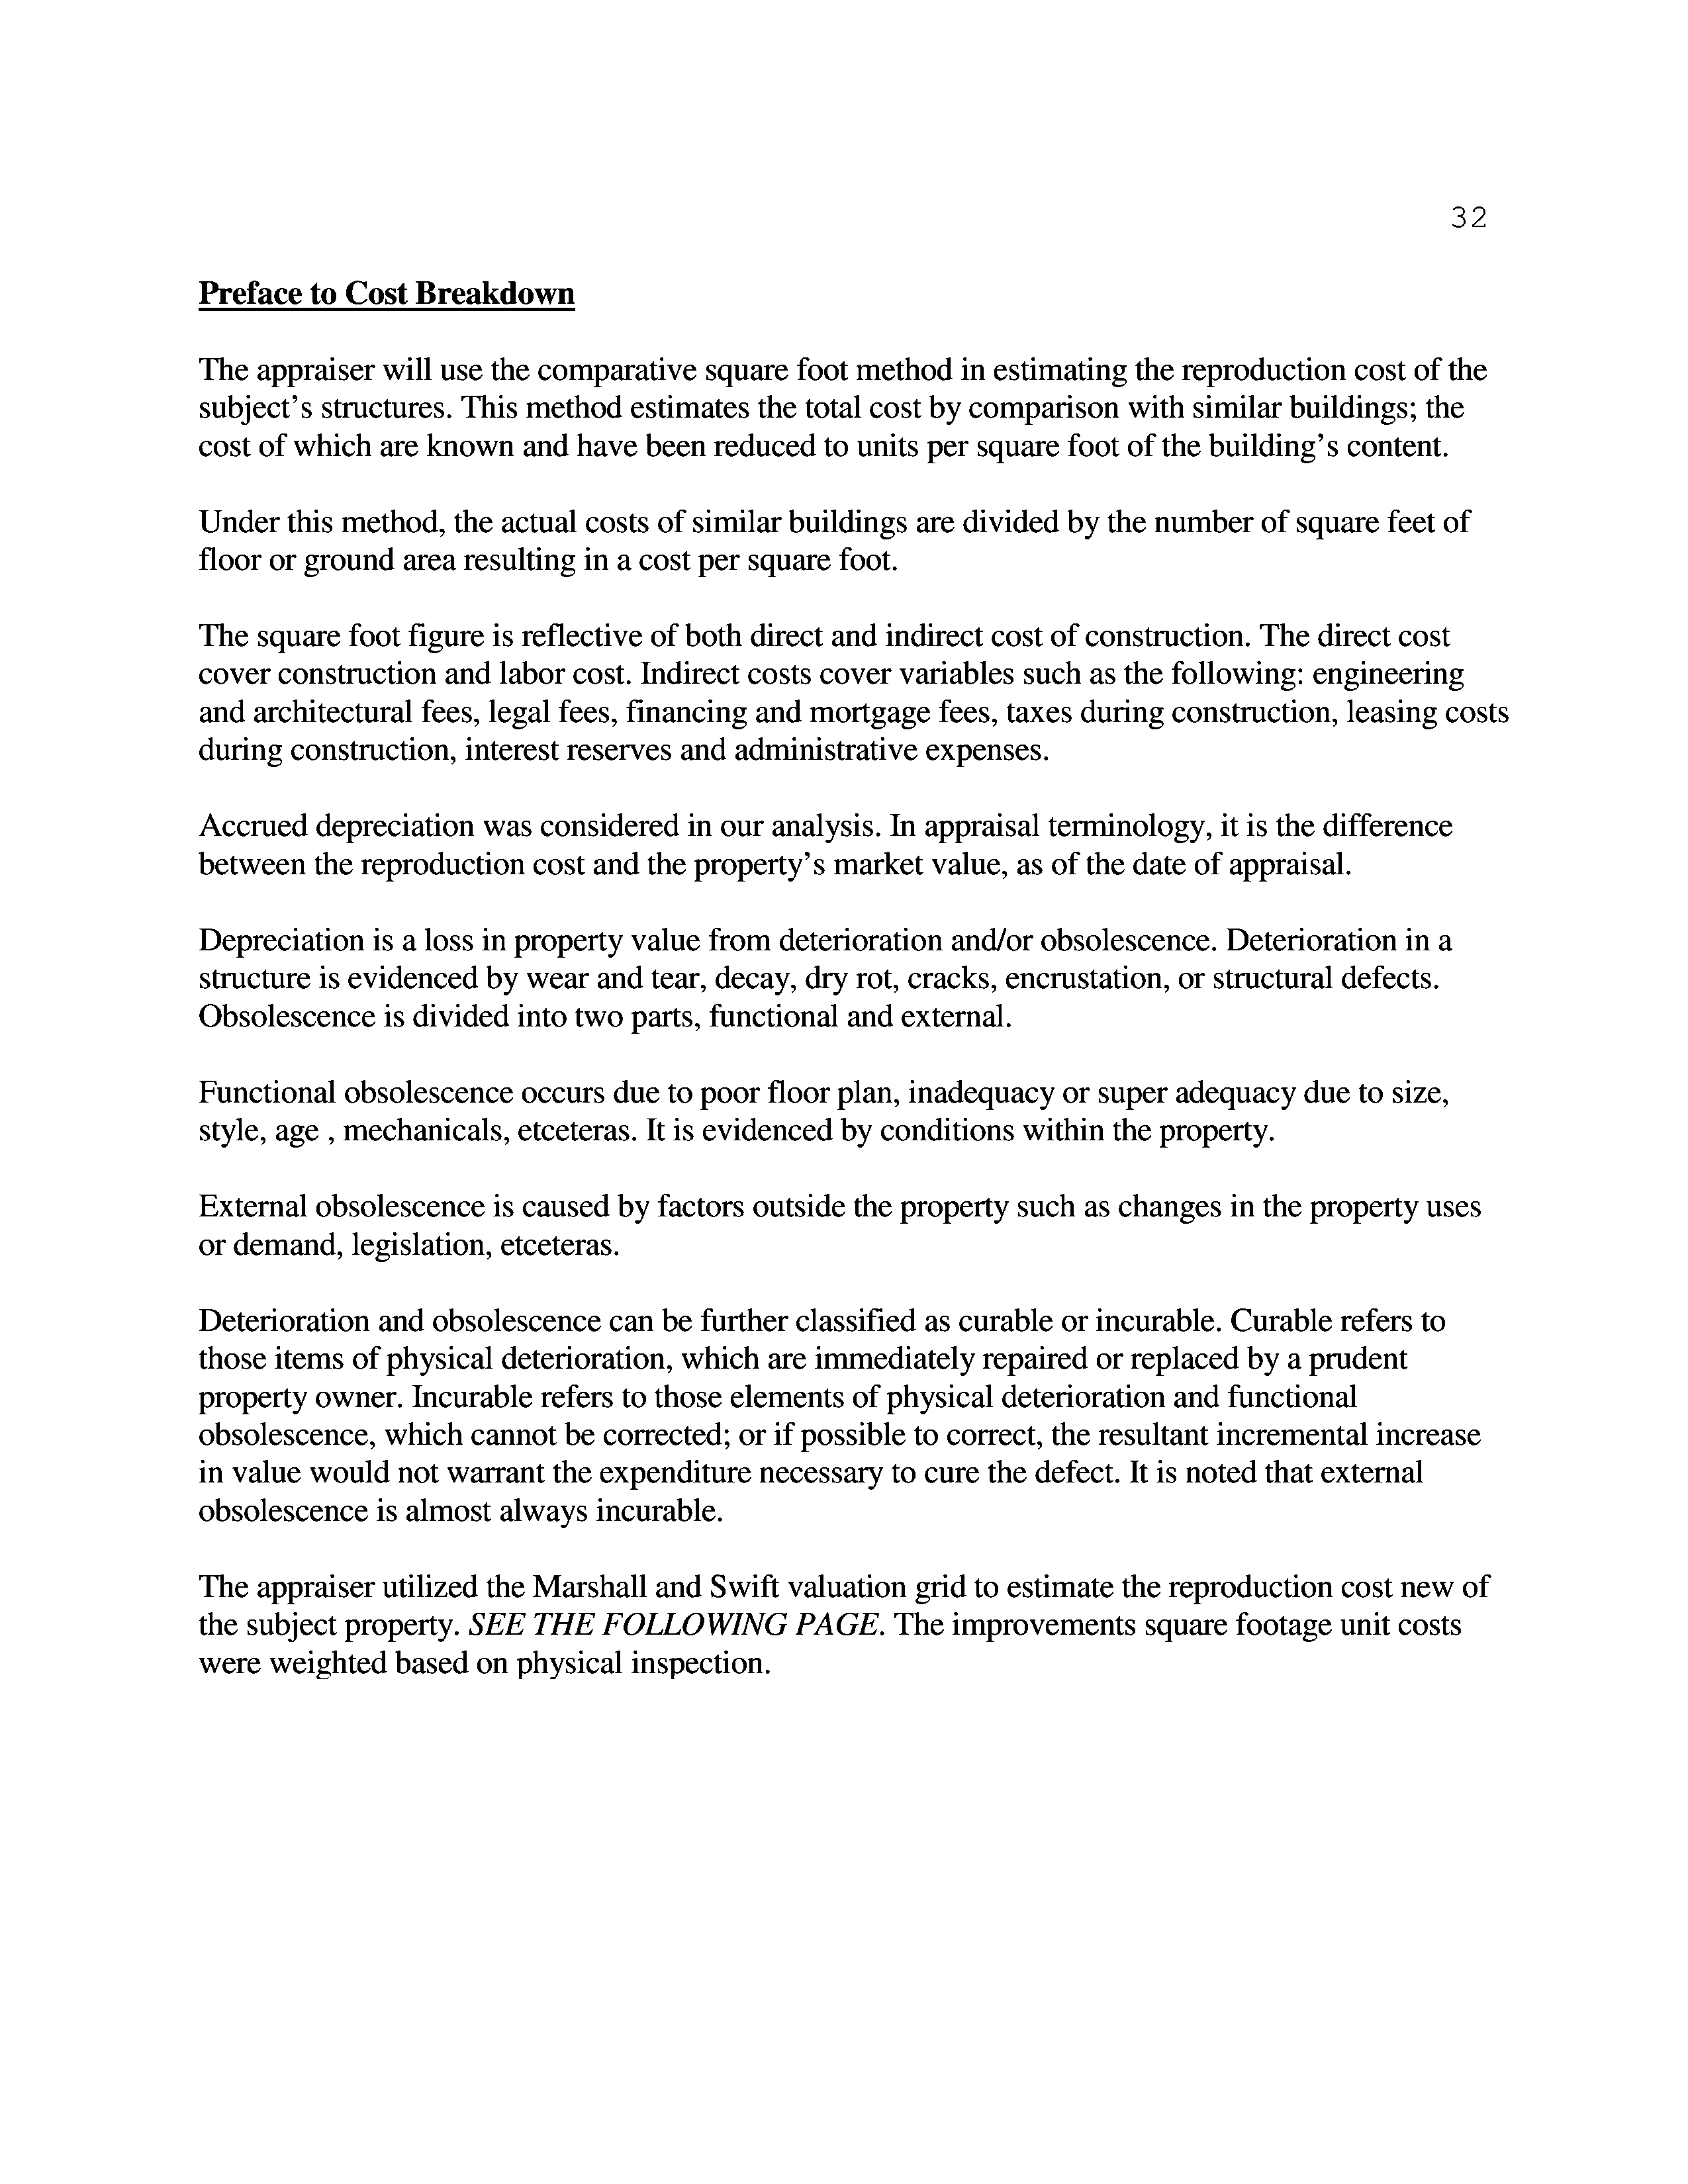 32
Preface to Cost Breakdown
The appraiser will use the comparative square foot method in estimating the reproduction cost of the
subject’s structures. This method estimates the total cost by comparison with similar buildings; the
cost of which are known and have been reduced to units per square foot of the building’s content.
Under this method, the actual costs of similar buildings are divided by the number of square feet of
floor or ground area resulting in a cost per square foot.
The square foot figure is reflective of both direct and indirect cost of construction. The direct cost
cover construction and labor cost. Indirect costs cover variables such as the following: engineering
and architectural fees, legal fees, financing and mortgage fees, taxes during construction, leasing costs
during construction, interest reserves and administrative expenses.
Accrued depreciation was considered in our analysis. In appraisal terminology, it is the difference
between the reproduction cost and the property’s market value, as of the date of appraisal.
Depreciation is a loss in property value from deterioration and/or obsolescence. Deterioration in a
structure is evidenced by wear and tear, decay, dry rot, cracks, encrustation, or structural defects.
Obsolescence is divided into two parts, functional and external.
Functional obsolescence occurs due to poor floor plan, inadequacy or super adequacy due to size,
style, age , mechanicals, etceteras. It is evidenced by conditions within the property.
External obsolescence is caused by factors outside the property such as changes in the property uses
or demand, legislation, etceteras.
Deterioration and obsolescence can be further classified as curable or incurable. Curable refers to
those items of physical deterioration, which are immediately repaired or replaced by a prudent
property owner. Incurable refers to those elements of physical deterioration and functional
obsolescence, which cannot be corrected; or if possible to correct, the resultant incremental increase
in value would not warrant the expenditure necessary to cure the defect. It is noted that external
obsolescence is almost always incurable.
The appraiser utilized the Marshall and Swift valuation grid to estimate the reproduction cost new of
the subject property. SEE THE FOLLOWING PAGE. The improvements square footage unit costs
were weighted based on physical inspection.